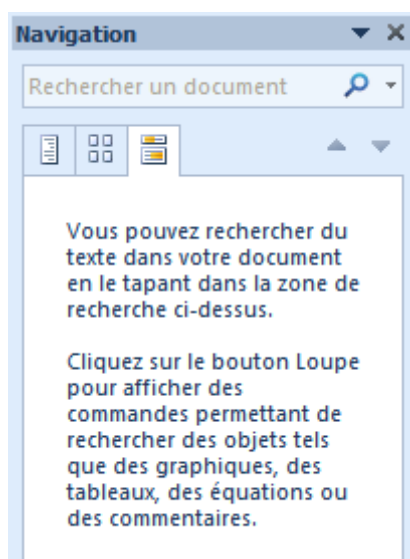 Navigation
Rechercher un document
Vous pouvez rechercher du
texte dans votre document
en le tapant dans la zone de
recherche ci-dessus.
Cliquez sur le bouton Loupe
pour afficher des
commandes permettant de
rechercher des objets tels
que des graphiques, des
tableaux, des équations ou
des commentaires.